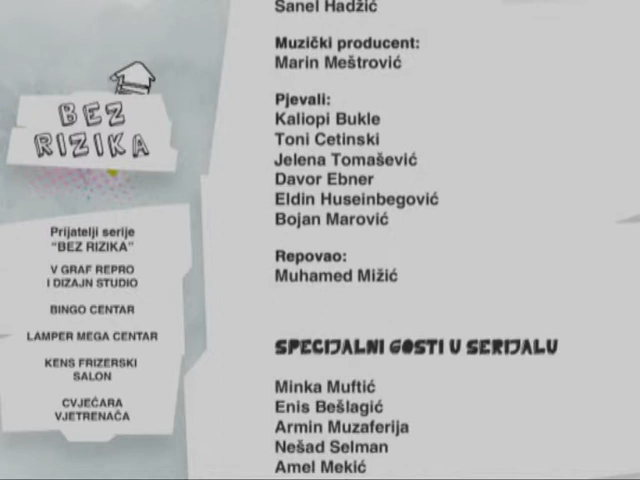 BEZ
RIZIKA
Prijatelji serije
"BEZ RIZIKA"
V GRAF REPRO
I DIZAJN STUDIO
BINGO CENTAR
LAMPER MEGA CENTAR
KENS FRIZERSKI
SALON
CVJEĆARA
VJETRENAČA
Sanel Hadžić
Muzički producent:
Marin Meštrović
Pjevali:
Kaliopi Bukle
Toni Cetinski
Jelena Tomašević
Davor Ebner
Eldin Huseinbegović
Bojan Marović
Repovao:
Muhamed Mižić
SPECIJALNI GOSTI U SERIJALU
Minka Muftić
Enis Bešlagić
Armin Muzaferija
Nešad Selman
Amel Mekić